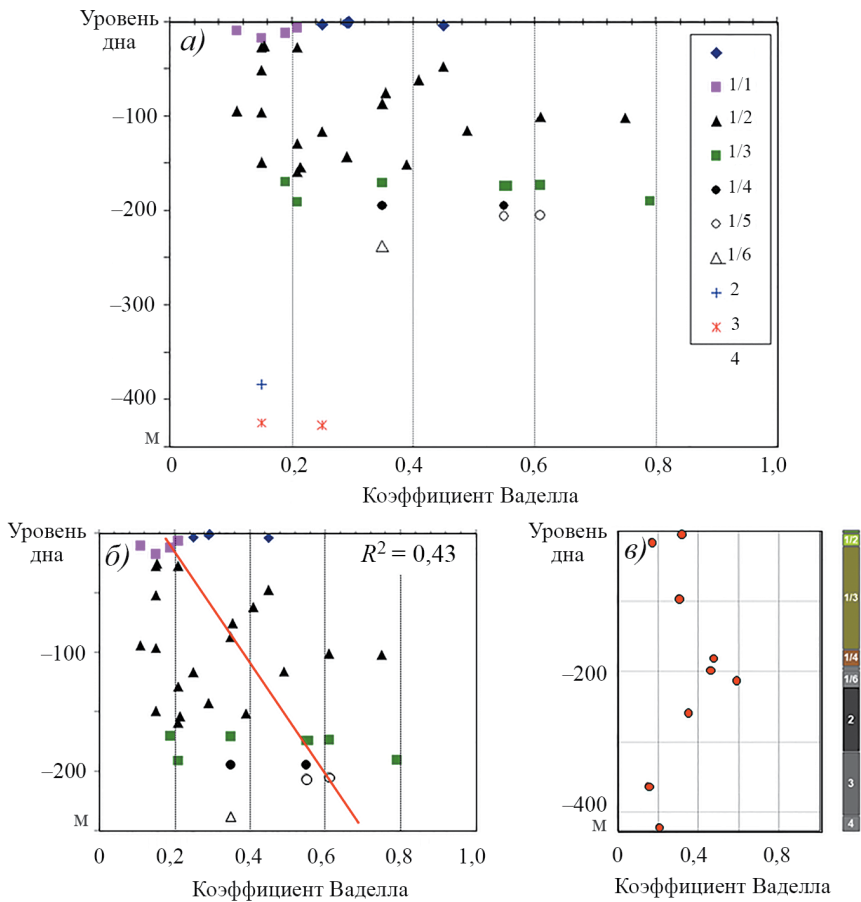 Уровень
дна
а)
–100
–200
–300
–400
м
0
0,2
0,4
0,6
0,8
1,0
Коэффициент Ваделла
1/1
1/2
1/3
1/4
1/5
1/6
2
3
4
Уровень
дна
б)
R² = 0,43
–100
–200
м
0
0,2
0,4
0,6
0,8
1,0
Коэффициент Ваделла
Уровень
дна
в)
–200
–400
м
0
0,4
0,8
Коэффициент Ваделла
1/2
1/3
1/4
1/6
2
3
4